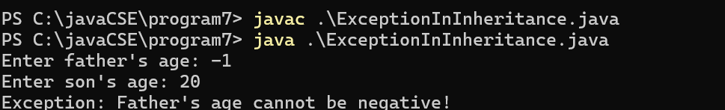 PS C:\javaCSE\program7> javac .\ExceptionInInheritance.java
PS C:\javaCSE\program7> java .\ExceptionInInheritance.java
Enter father's age: -1
Enter son's age: 20
Exception: Father's age cannot be negative!